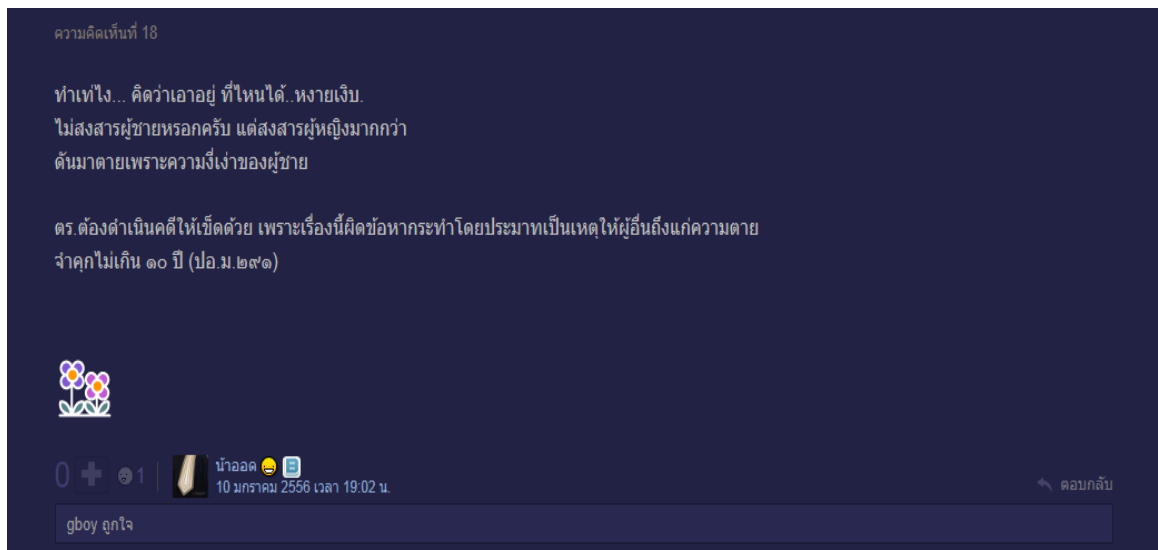 ความคิดเห็นที่ 18
ทำเท่ไง... คิดว่าเอาอยู่ ที่ไหนได้..หงายเงิบ.
ไม่สงสารผู้ชายหรอกครับ แต่สงสารผู้หญิงมากกว่า
ดันมาตายเพราะความงี่เง่าของผู้ชาย
ตร.ต้องดำเนินคดีให้เข็ดด้วย เพราะเรื่องนี้ผิดข้อหากระทำโดยประมาทเป็นเหตุให้ผู้อื่นถึงแก่ความตาย
จำคุกไม่เกิน ๑๐ ปี (ปอ.ม.๒๙๑)
0 1 น้าออด
10 มกราคม 2556 เวลา 19:02 น.
ตอบกลับ
gboy ถูกใจ